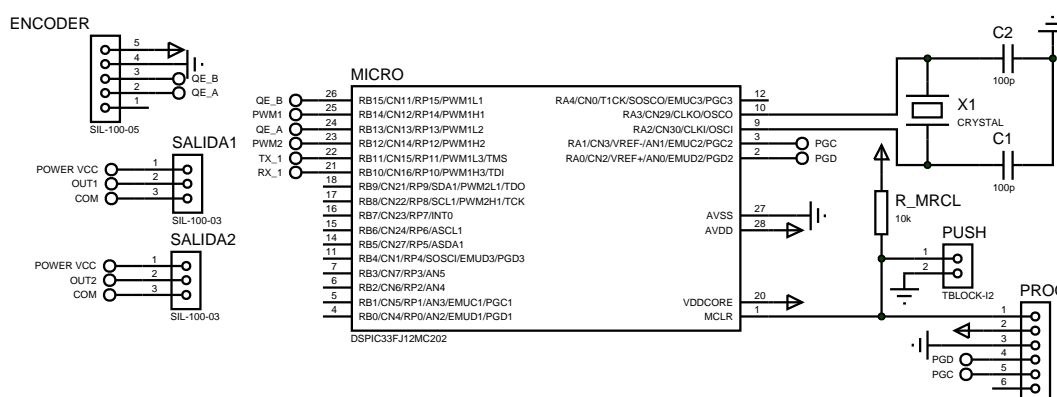 ENCODER
5
4
3
QE_B
2
QE_A
1
SIL-100-05
SALIDA1
POWER VCC
1
OUT1
2
COM
3
SIL-100-03
SALIDA2
POWER VCC
1
OUT2
2
COM
3
SIL-100-03
MICRO
QE_B 26 RB15/CN11/RP15/PWM1L1
PWM1 25 RB14/CN12/RP14/PWM1H1
QE_A 24 RB13/CN13/RP13/PWM1L2
PWM2 23 RB12/CN14/RP12/PWM1H2
TX_1 22 RB11/CN15/RP11/PWM1L3/TMS
RX_1 21 RB10/CN16/RP10/PWM1H3/TDI
18 RB9/CN21/RP9/SDA1/PWM2L1/TDO
17 RB8/CN22/RP8/SCL1/PWM2H1/TCK
16 RB7/CN23/RP7/INT0
15 RB6/CN24/RP6/ASCL1
14 RB5/CN27/RP5/ASDA1
11 RB4/CN1/RP4/SOSCI/EMUD3/PGD3
7 RB3/CN7/RP3/AN5
6 RB2/CN6/RP2/AN4
5 RB1/CN5/RP1/AN3/EMUC1/PGC1
4 RB0/CN4/RP0/AN2/EMUD1/PGD1
RA4/CN0/T1CK/SOSCO/EMUC3/PGC3 12
RA3/CN29/CLKO/OSCO 10
RA2/CN30/CLKI/OSCI 9
RA1/CN3/VREF-/AN1/EMUC2/PGC2 3 PGC
RA0/CN2/VREF+/AN0/EMUD2/PGD2 2 PGD
AVSS 27
AVDD 28
VDDCORE 20
MCLR 1
DSPIC33FJ12MC202
C2
100p
X1
CRYSTAL
C1
100p
R_MRCL
10k
PUSH
1
2
TBLOCK-I2
PROG
1
2
3
PGD 4
PGC 5
6